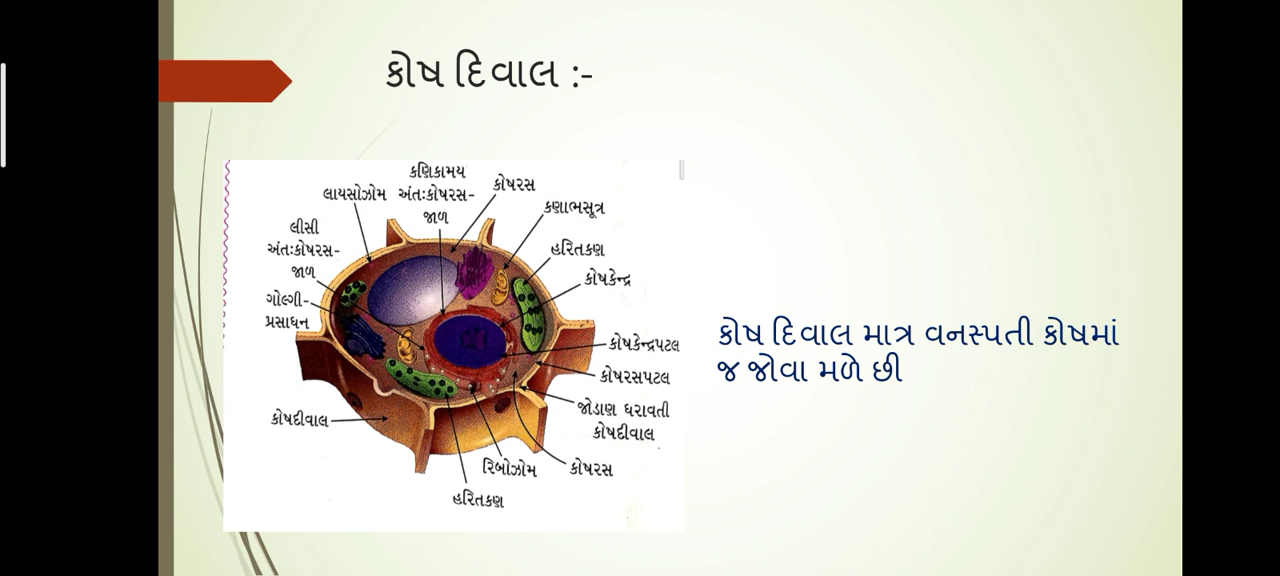 કોષ દિવાલ :-
કણિકામય
લાયસોઝોમ અંતઃકોષરસ- કોષરસ
જાળ
કણાભસૂત્ર
લીસી
અંતઃકોષરસ-
જાળ
હરિતકણ
કોષકેન્દ્ર
ગોલ્ગી-
પ્રસાધન
કોષકેન્દ્રપટલ
કોષરસપટલ
જોડાણ ધરાવતી
કોષદીવાલ
કોષદીવાલ
રિબોઝોમ
કોષરસ
હરિતકણ
કોષ દિવાલ માત્ર વનસ્પતી કોષમાં
જ જોવા મળે છી